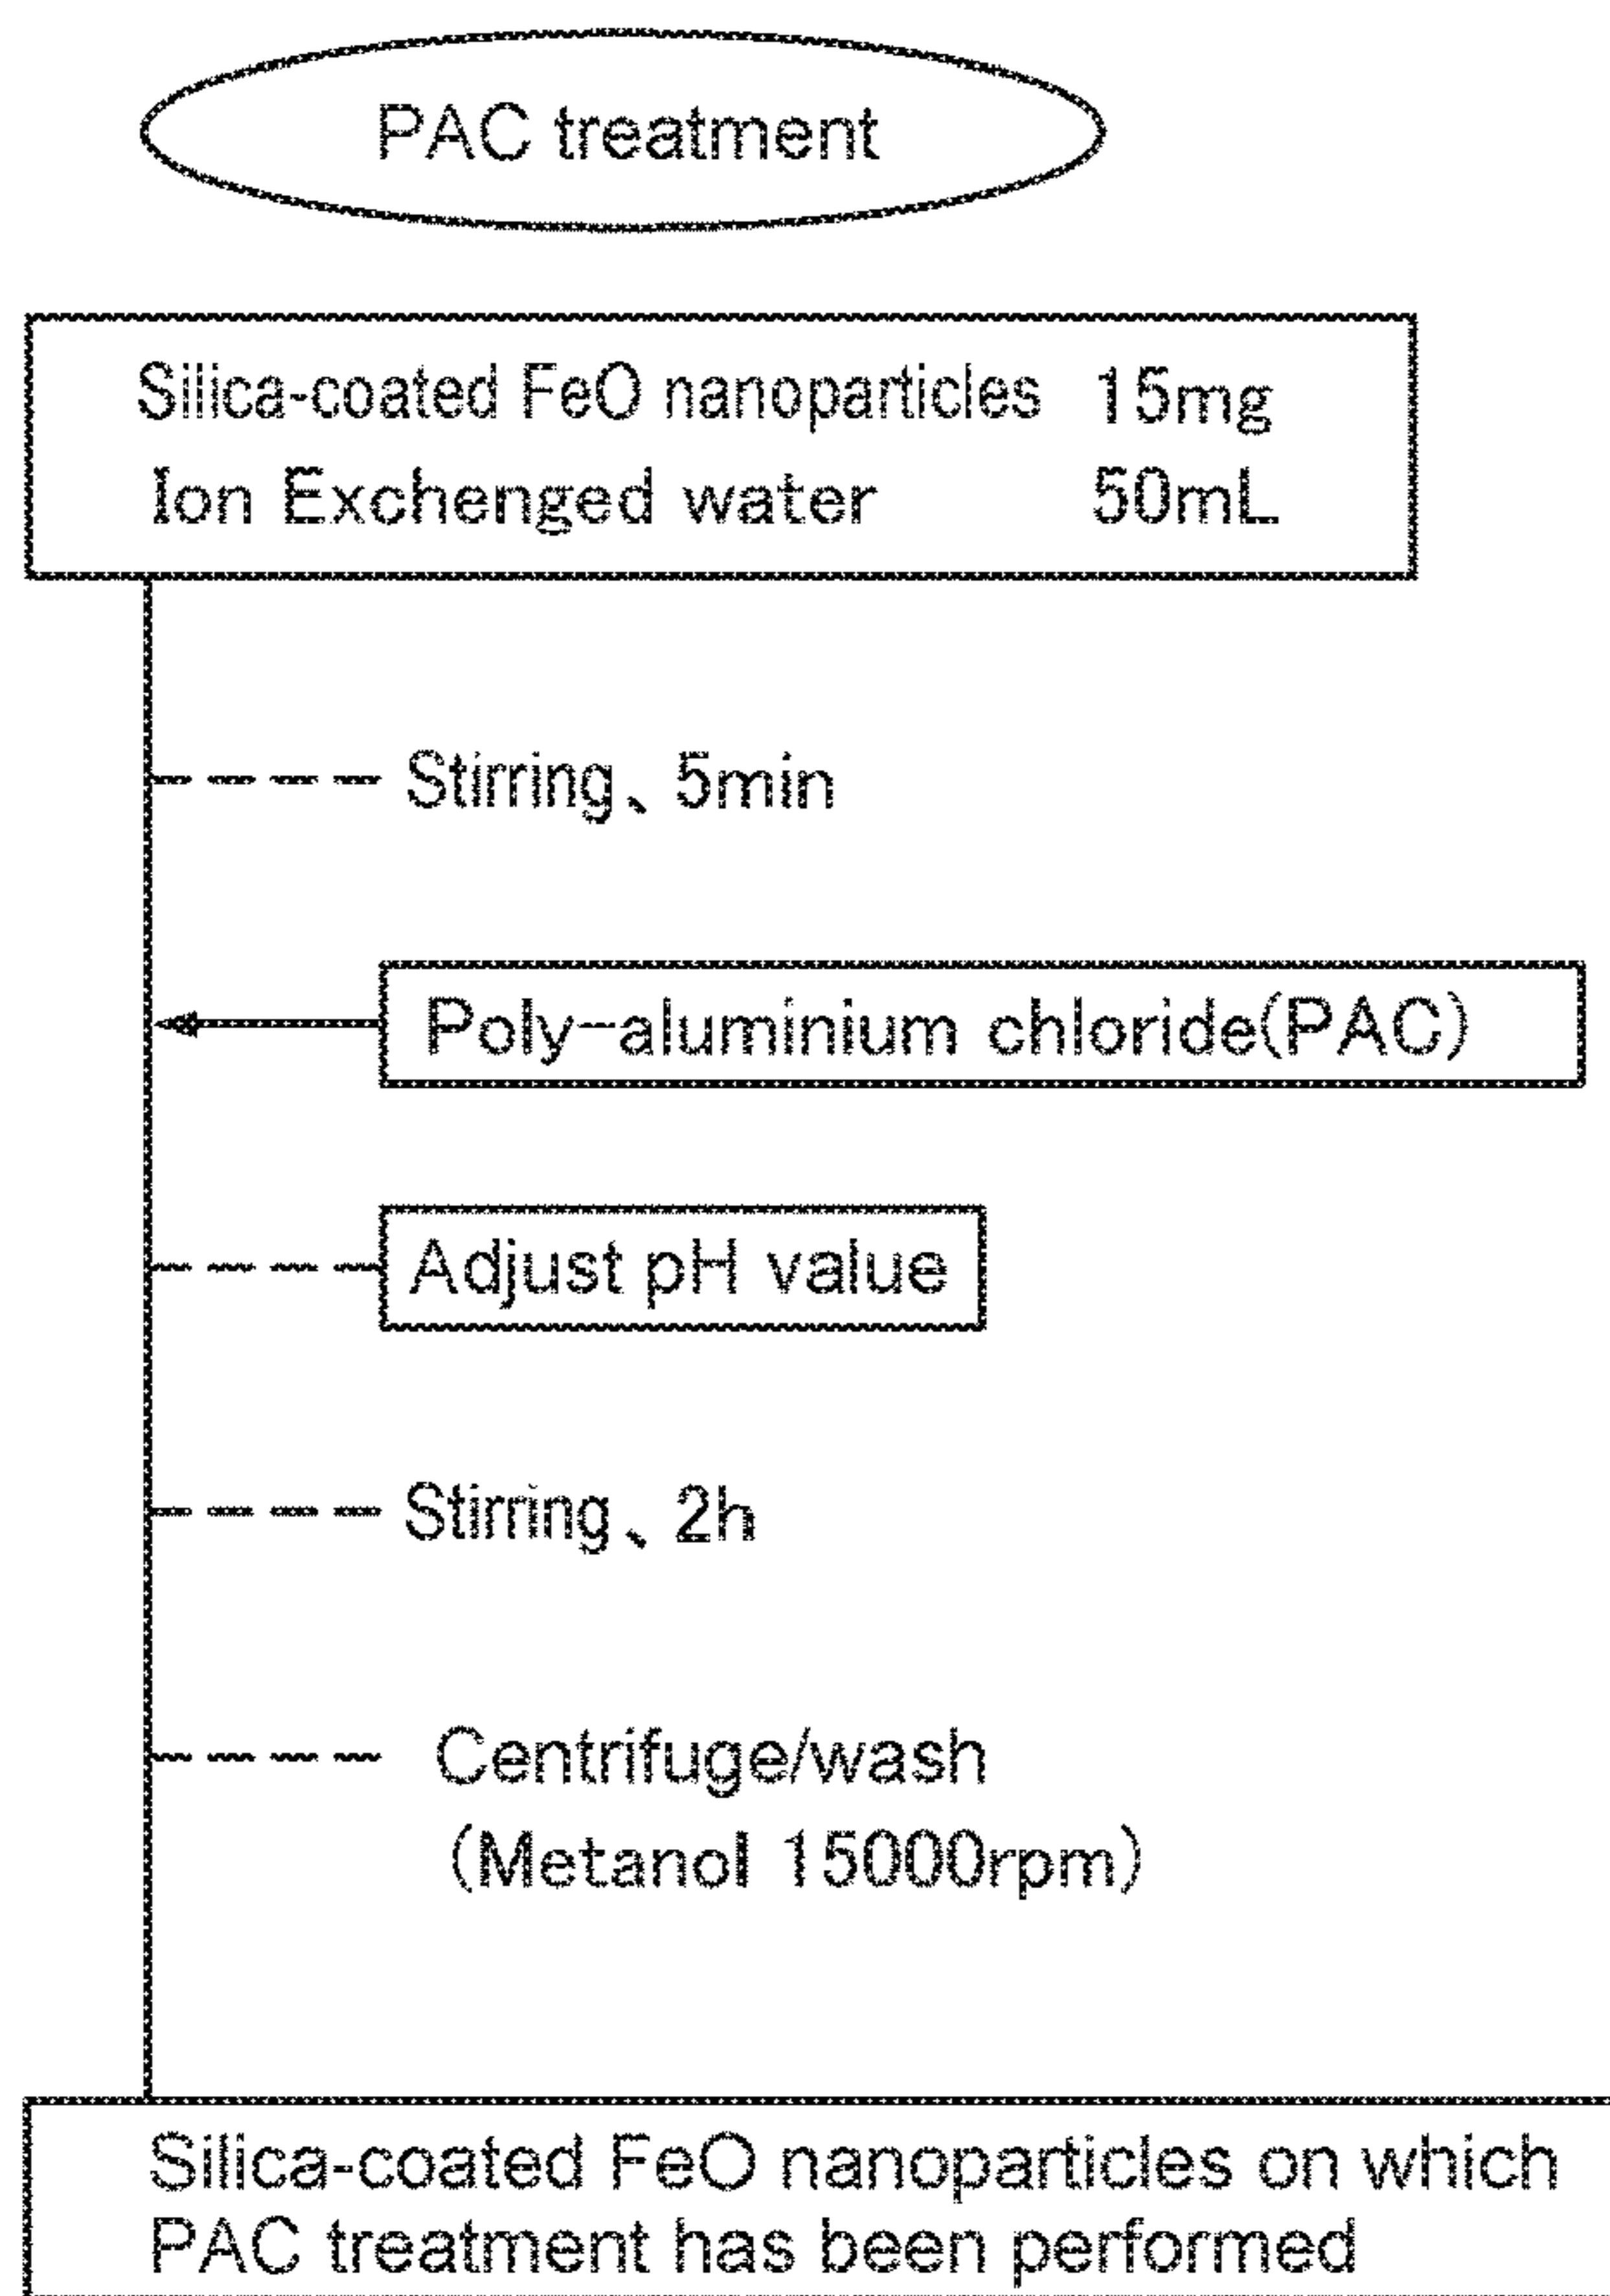 PAC treatment
Silica-coated FeO nanoparticles 15mg
Ion Exchenged water 50mL
Stirring、5min
Poly-aluminium chloride(PAC)
Adjust pH value
Stirring、2h
Centrifuge/wash
(Metanol 15000rpm)
Silica-coated FeO nanoparticles on which
PAC treatment has been performed